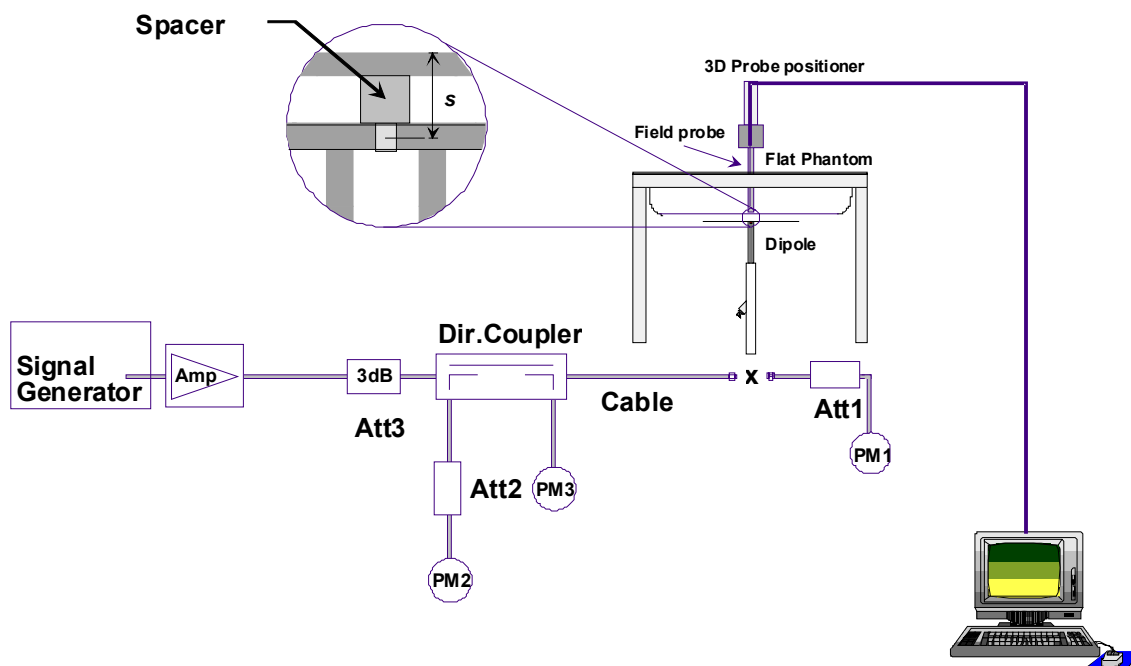 Spacer
s
3D Probe positioner
Field probe
Flat Phantom
Dipole
Dir.Coupler
Signal
Generator
Amp
3dB
Att3
Cable
x
Att1
PM1
Att2
PM3
PM2